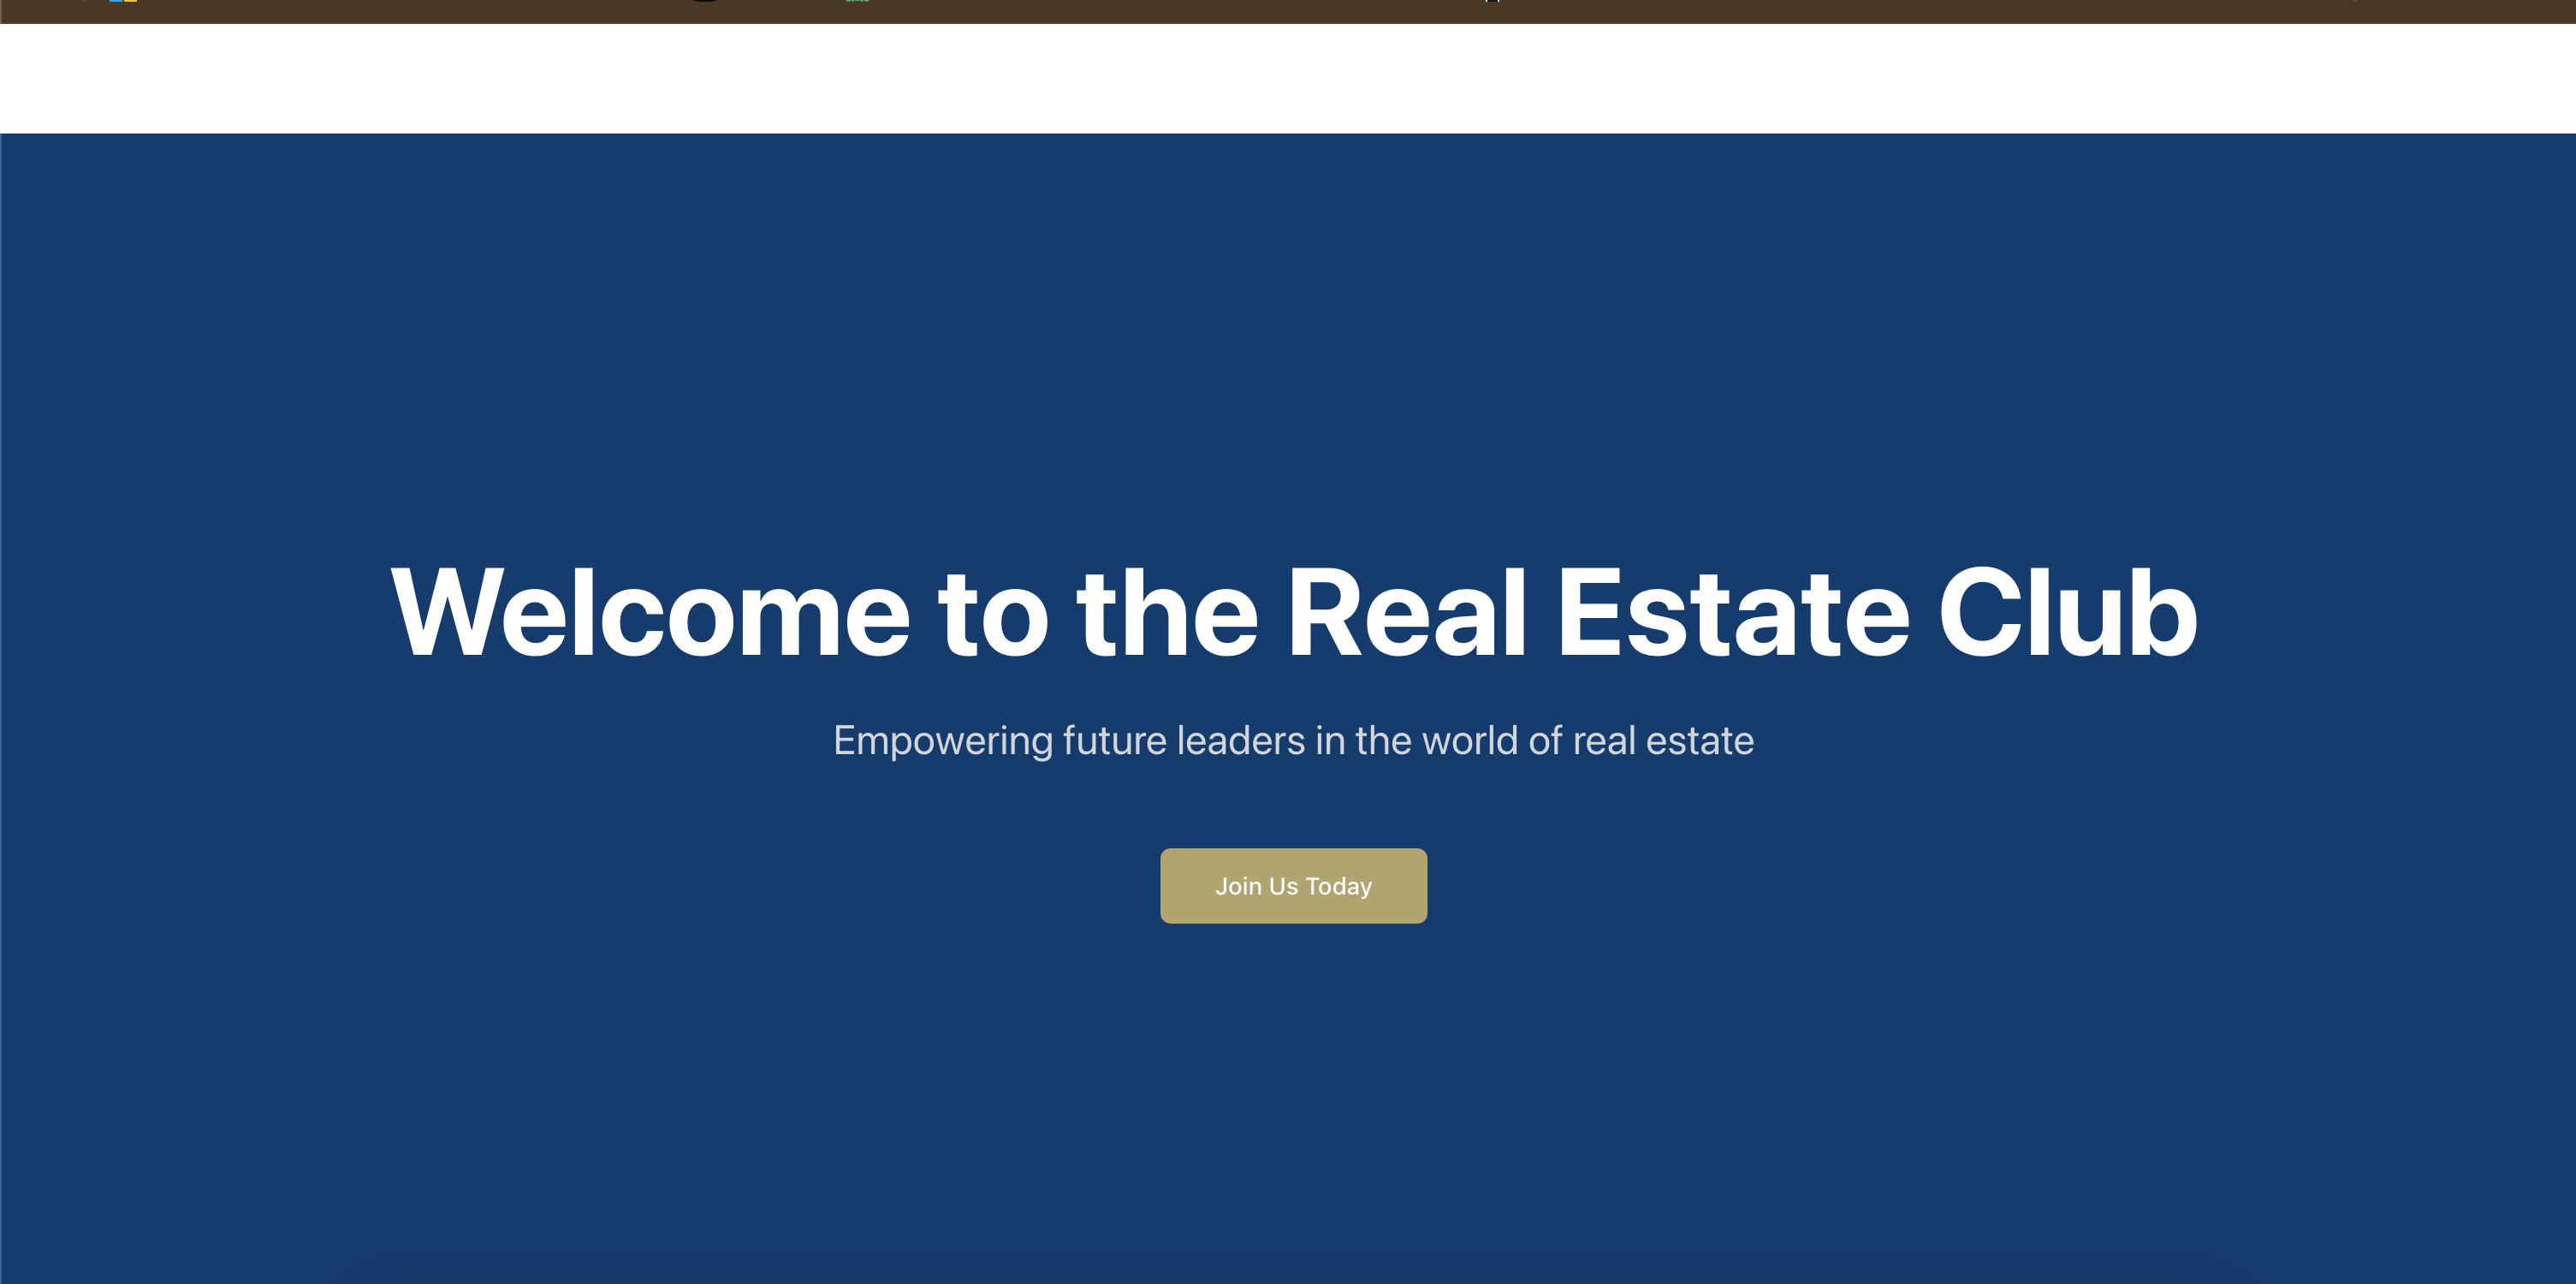 Welcome to the Real Estate Club
Empowering future leaders in the world of real estate
Join Us Today